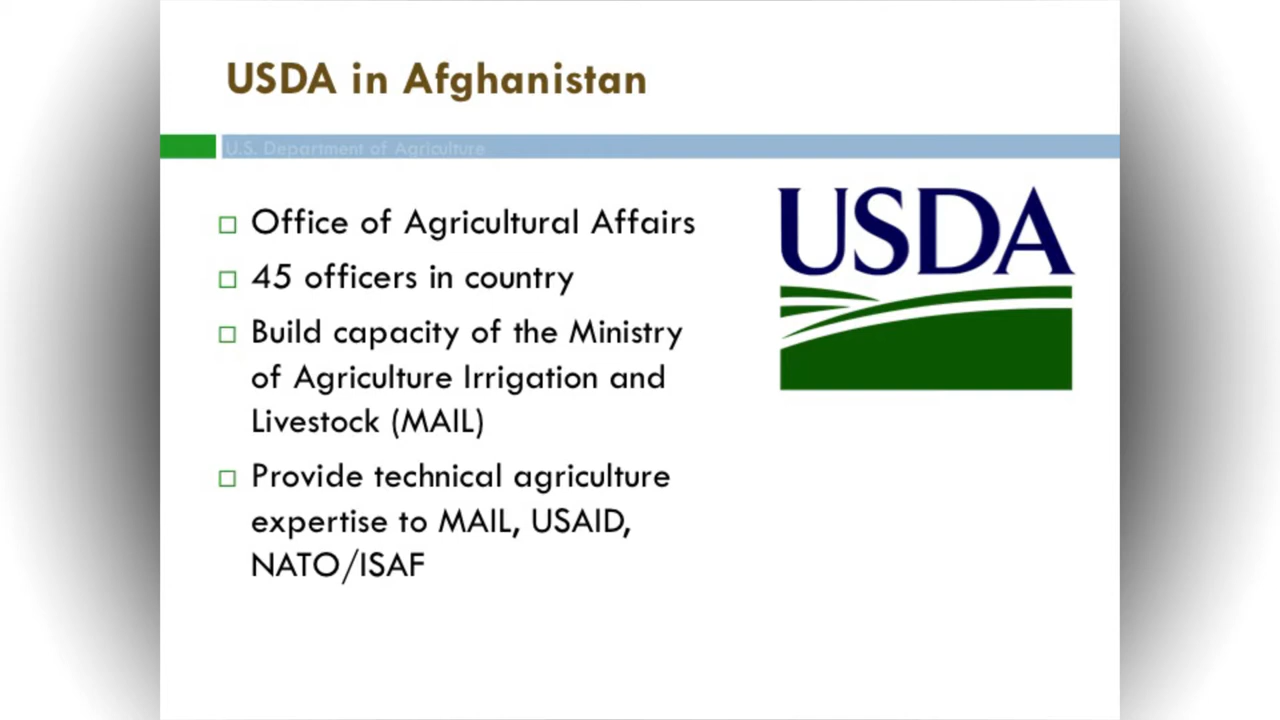 USDA in Afghanistan
U.S. Department of Agriculture
Office of Agricultural Affairs
45 officers in country
Build capacity of the Ministry
of Agriculture Irrigation and
Livestock (MAIL)
Provide technical agriculture
expertise to MAIL, USAID,
NATO/ISAF
USDA